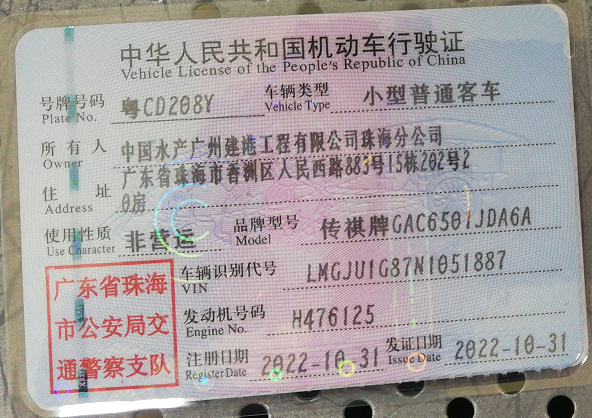 中华人民共和国机动车行驶证
Vehicle License of the People's Republic of China
号牌号码 粤CD208Y 车辆类型 小型普通客车
Plate No. Vehicle Type
所有人 中国水产广州建港工程有限公司珠海分公司
Owner
住址 广东省珠海市香洲区人民西路883号15栋202号2
Address 0房
使用性质 非营运 品牌型号 传祺牌GAC6501JDA6A
Use Character Model
车辆识别代号 LMGJU1G87N1051887
VIN
发动机号码 H476125
Engine No.
注册日期 2022-10-31 发证日期 2022-10-31
Register Date Issue Date
广东省珠海
市公安局交
通警察支队